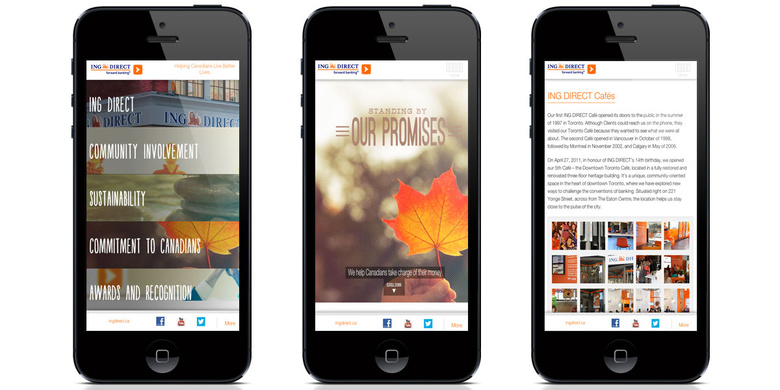 ING DIRECT
forward banking™
Helping Canadians Live Better
Lives
ING DIRECT
ING DIRECT
COMMUNITY INVOLVEMENT
SUSTAINABILITY
COMMITMENT TO CANADIANS
AWARDS AND RECOGNITION
ingdirect.ca
More
ING DIRECT
forward banking™
STANDING BY
OUR PROMISES
We help Canadians take charge of their money.
SCROLL DOWN
ingdirect.ca
More
ING DIRECT
forward banking™
ING DIRECT Cafés
Our first ING DIRECT Café opened its doors to the public in the summer
of 1997 in Toronto. Although Clients could reach us on the phone, they
visited our Toronto Cafe because they wanted to see what we were all
about. The second Café opened in Vancouver in October of 1998,
followed by Montreal in November 2002, and Calgary in May of 2006.
On April 27, 2011, in honour of ING DIRECT's 14th birthday, we opened
our 5th Café – the Downtown Toronto Café, located in a fully restored and
renovated three-floor heritage building. It's a unique, community-oriented
space in the heart of downtown Toronto, where we have explored new
ways to challenge the conventions of banking. Situated right on 221
Yonge Street, across from The Eaton Centre, the location helps us stay
close to the pulse of the city.
ingdirect.ca
More